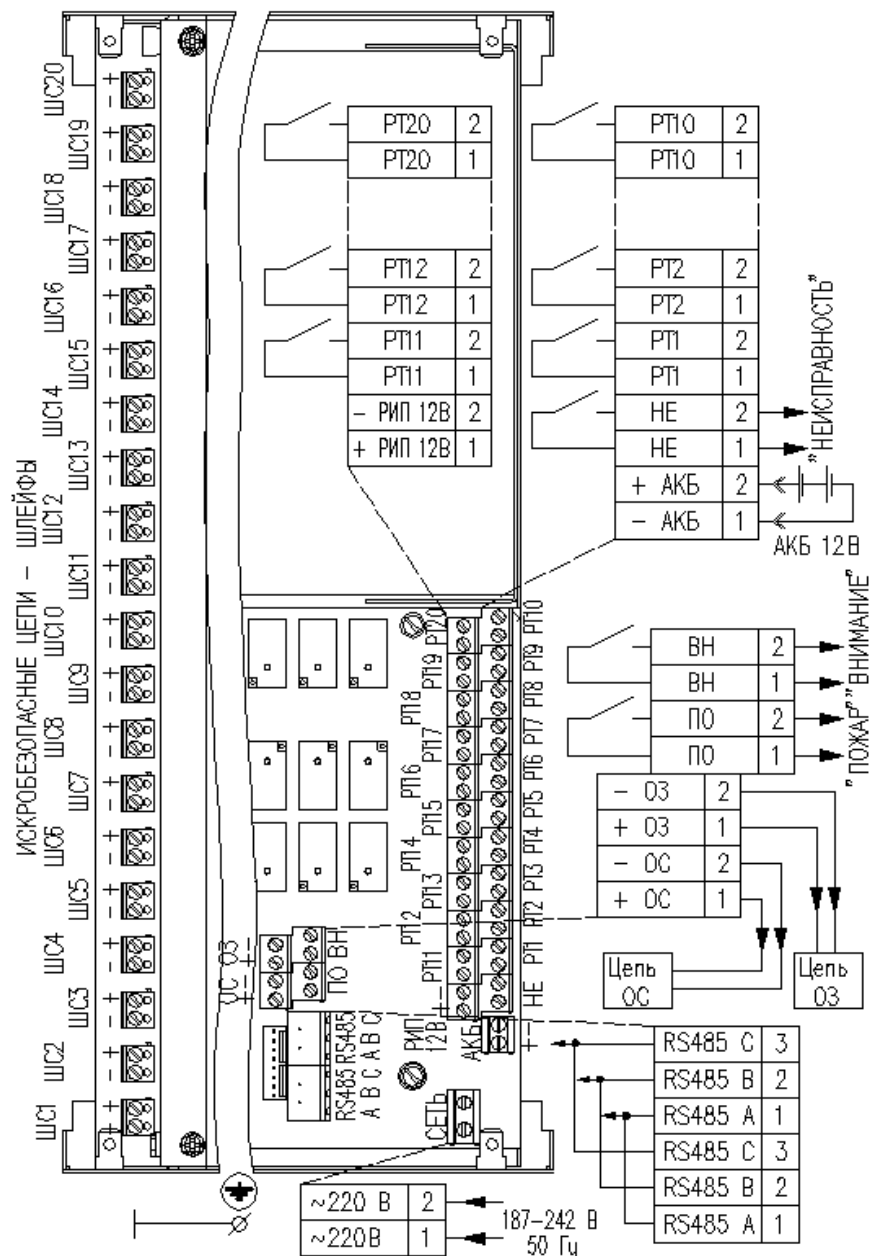 ИСКРОБЕЗОПАСНЫЕ ЦЕПИ – ШЛЕЙФЫ
ШС20 + –
ШС19 + –
ШС18 + –
ШС17 + –
ШС16 + –
ШС15 + –
ШС14 + –
ШС13 + –
ШС12 + –
ШС11 + –
ШС10 + –
ШС9 + –
ШС8 + –
ШС7 + –
ШС6 + –
ШС5 + –
ШС4 + –
ШС3 + –
ШС2 + –
ШС1 + –
РТ20 2
РТ20 1
РТ12 2
РТ12 1
РТ11 2
РТ11 1
– РИП 12В 2
+ РИП 12В 1
РТ10 2
РТ10 1
РТ2 2
РТ2 1
РТ1 2
РТ1 1
НЕ 2
НЕ 1
+ АКБ 2
– АКБ 1
"НЕИСПРАВНОСТЬ"
АКБ 12В
РТ20
РТ19
РТ18
РТ17
РТ16
РТ15
РТ14
РТ13
РТ12
РТ11
РТ10
РТ9
РТ8
РТ7
РТ6
РТ5
РТ4
РТ3
РТ2
РТ1
НЕ
ВН 2
ВН 1
ПО 2
ПО 1
"ВНИМАНИЕ"
"ПОЖАР"
– ОЗ 2
+ ОЗ 1
– ОС 2
+ ОС 1
Цепь ОС
Цепь ОЗ
ОС ОЗ
ПО ВН
RS485 RS485
A B C A B C
РИП 12В
АКБ
СЕТЬ
RS485 C 3
RS485 B 2
RS485 A 1
RS485 C 3
RS485 B 2
RS485 A 1
~220 В 2
~220В 1
187–242 В
50 Гц